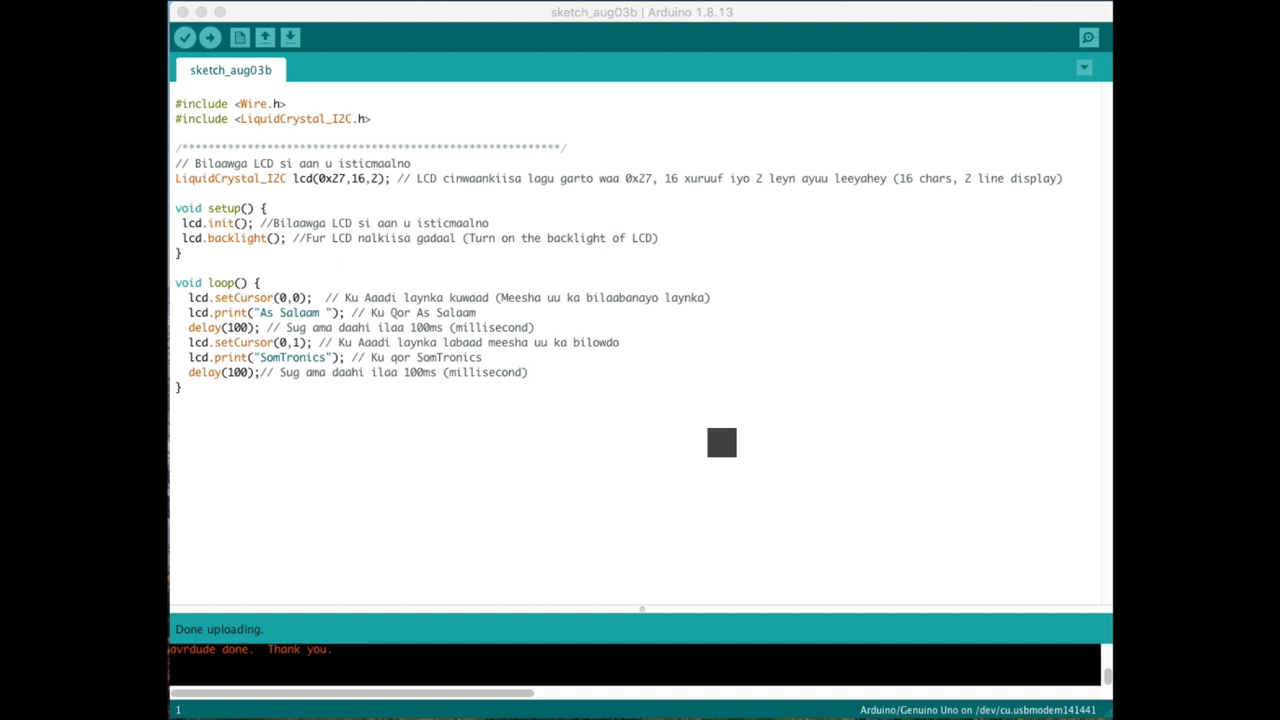 sketch_aug03b | Arduino 1.8.13
sketch_aug03b
#include <Wire.h>
#include <LiquidCrystal_I2C.h>
/**********************************************************/
// Bilaawga LCD si aan u isticmaalno
LiquidCrystal_I2C lcd(0x27,16,2); // LCD cinwaankiisa lagu garto waa 0x27, 16 xuruuf iyo 2 leyn ayuu leeyahey (16 chars, 2 line display)
void setup() {
lcd.init(); //Bilaawga LCD si aan u isticmaalno
lcd.backlight(); //Fur LCD nalkiisa gadaal (Turn on the backlight of LCD)
}
void loop() {
lcd.setCursor(0,0);  // Ku Aaadi laynka kuwaad (Meesha uu ka bilaabanayo laynka)
lcd.print("As Salaam "); // Ku Qor As Salaam
delay(100); // Sug ama daahi ilaa 100ms (millisecond)
lcd.setCursor(0,1); // Ku Aaadi laynka labaad meesha uu ka bilowdo
lcd.print("SomTronics"); // Ku qor SomTronics
delay(100);// Sug ama daahi ilaa 100ms (millisecond)
}
Done uploading.
avrdude done.  Thank you.
1
Arduino/Genuino Uno on /dev/cu.usbmodem141441